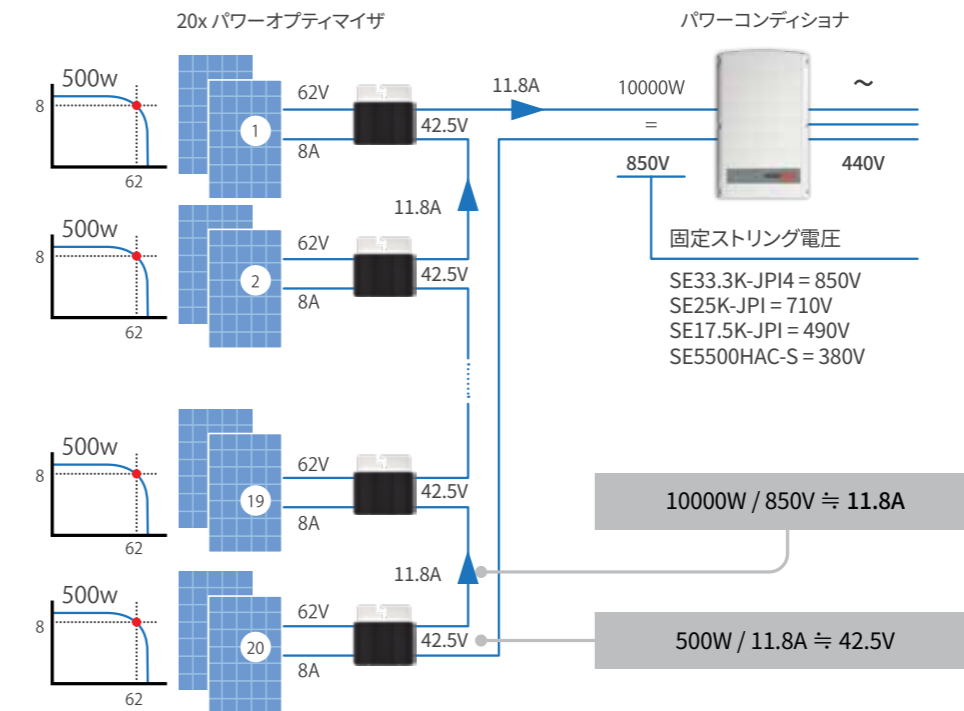 20x パワーオプティマイザ
パワーコンディショナ
500w
8
62
1
62V
8A
42.5V
11.8A
10000W
=
850V
～
440V
11.8A
500w
8
62
2
62V
8A
42.5V
固定ストリング電圧
SE33.3K-JPI4 = 850V
SE25K-JPI = 710V
SE17.5K-JPI = 490V
SE5500HAC-S = 380V
500w
8
62
19
62V
8A
42.5V
10000W / 850V ≒ 11.8A
11.8A
500w
8
62
20
62V
8A
42.5V
500W / 11.8A ≒ 42.5V